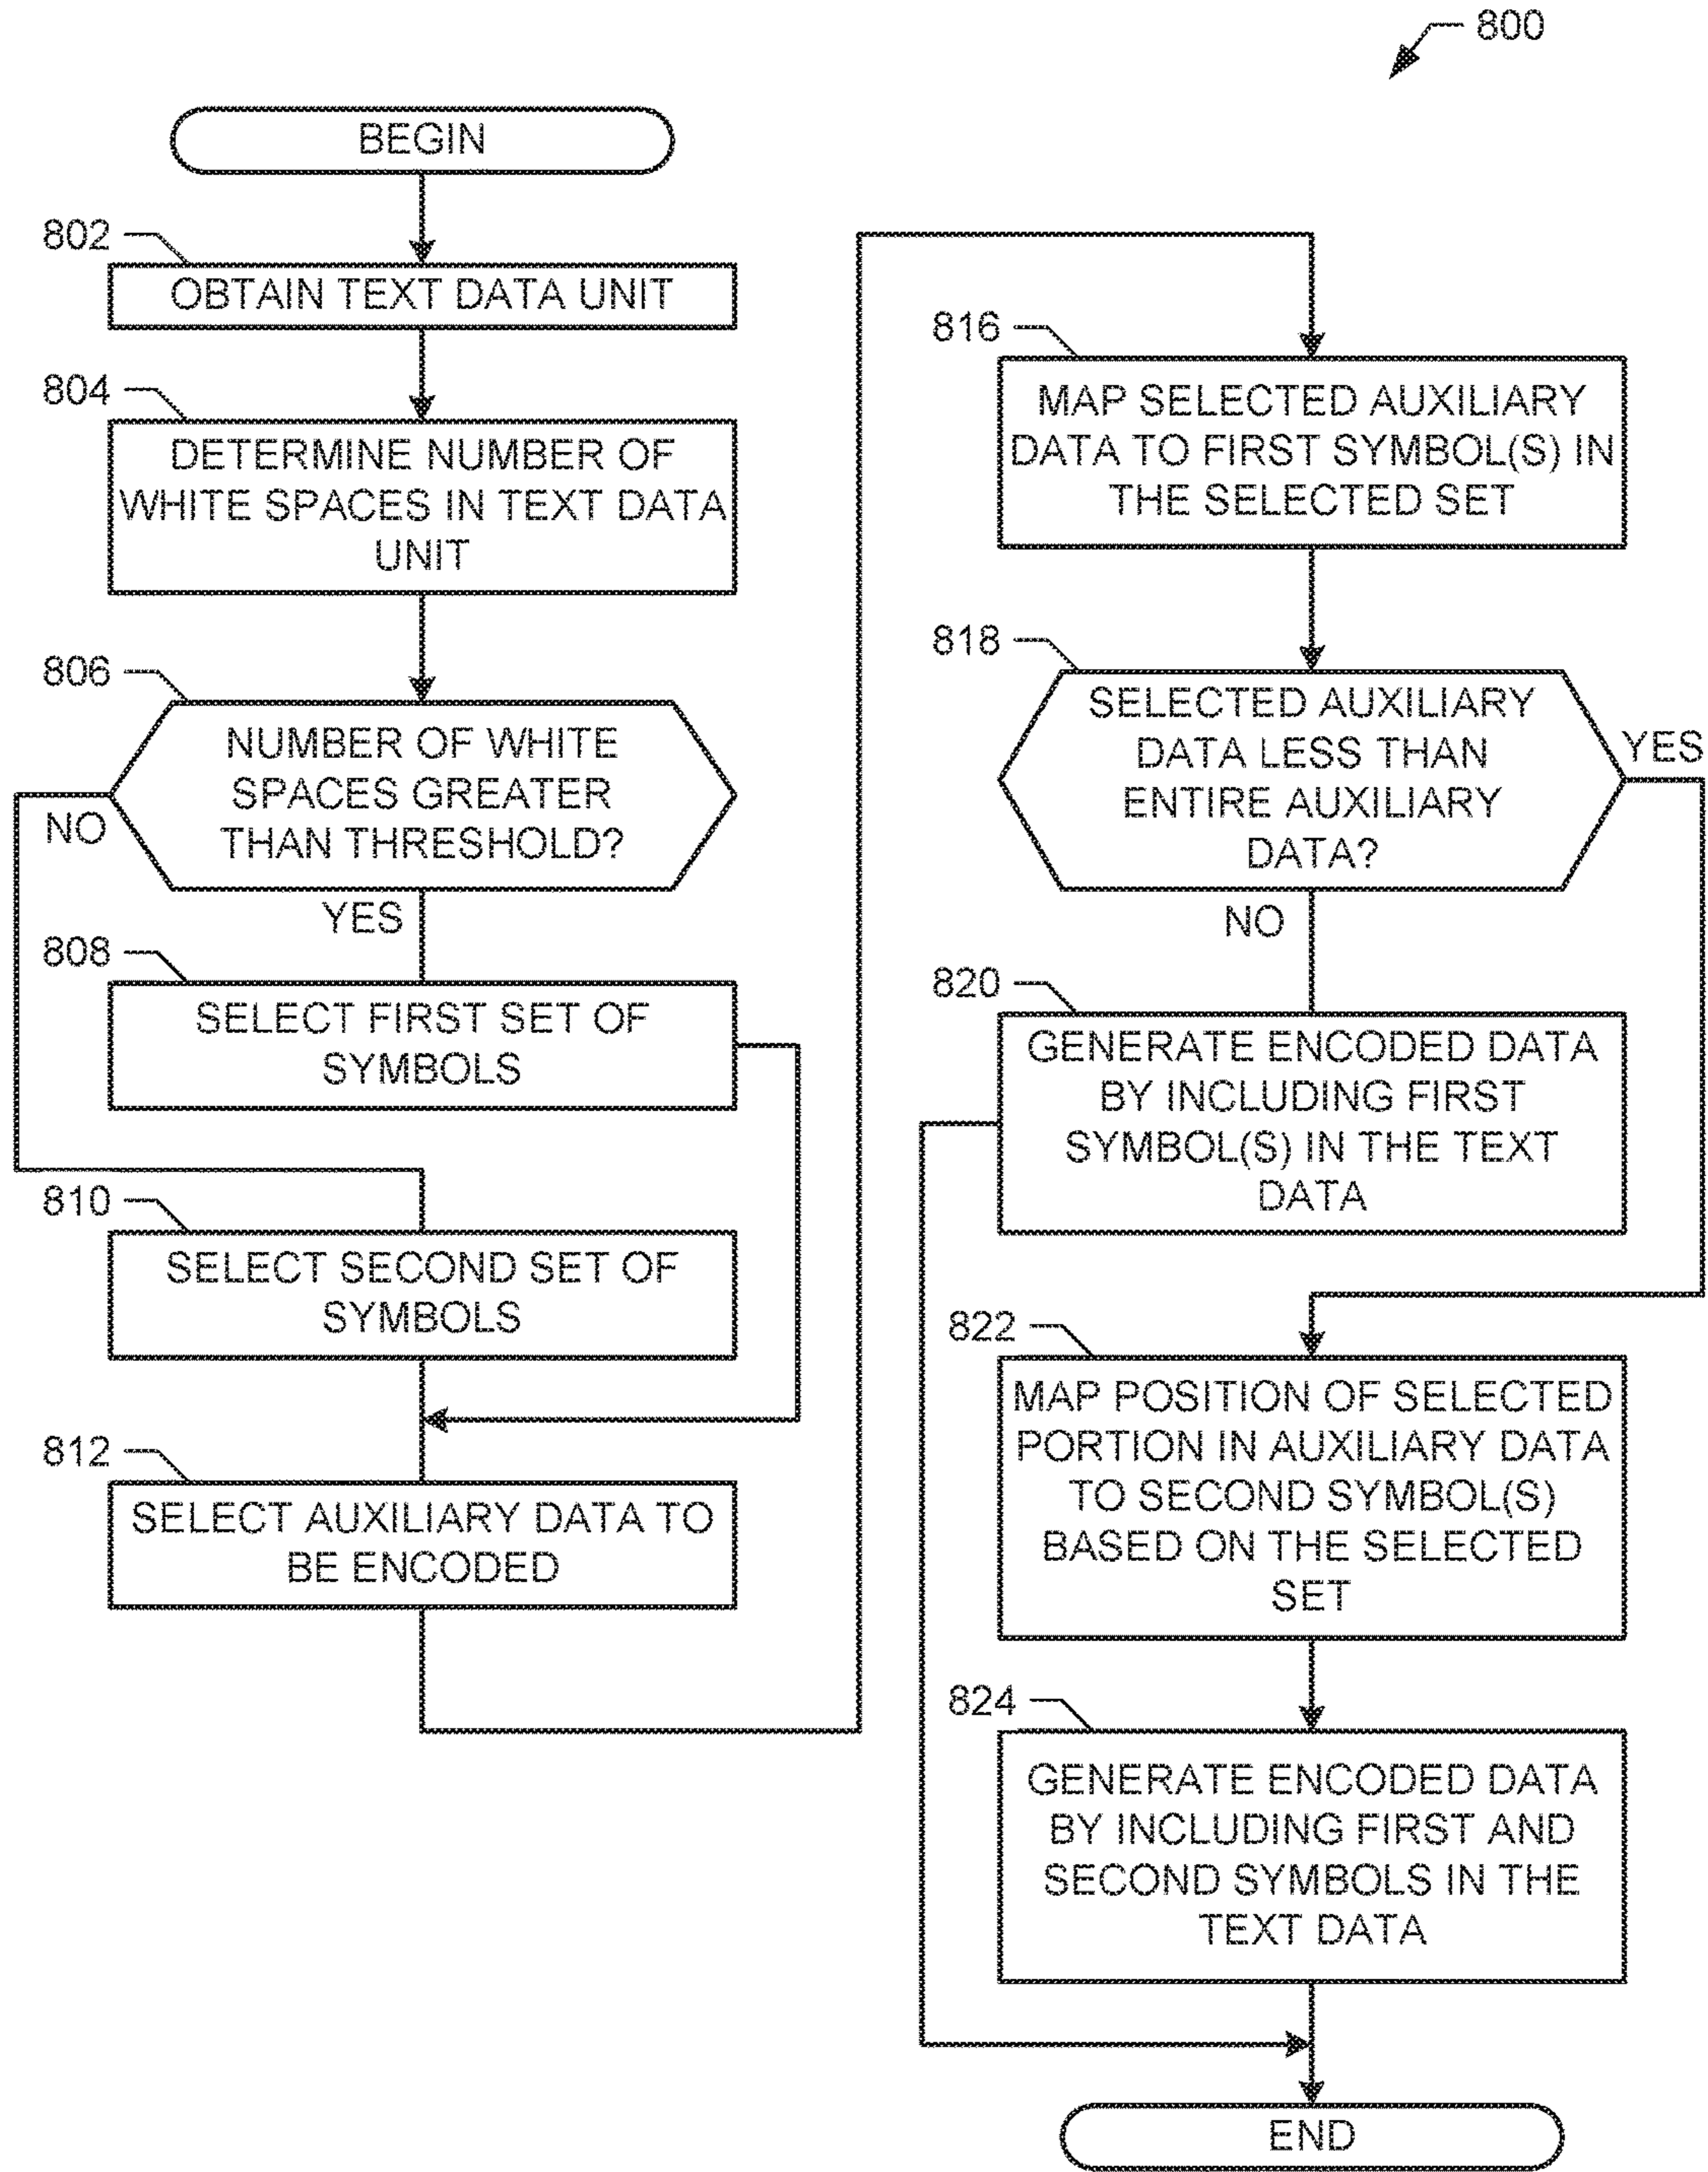 800
BEGIN
802
OBTAIN TEXT DATA UNIT
804
DETERMINE NUMBER OF
WHITE SPACES IN TEXT DATA
UNIT
806
NUMBER OF WHITE
SPACES GREATER
THAN THRESHOLD?
NO
YES
808
SELECT FIRST SET OF
SYMBOLS
810
SELECT SECOND SET OF
SYMBOLS
812
SELECT AUXILIARY DATA TO
BE ENCODED
816
MAP SELECTED AUXILIARY
DATA TO FIRST SYMBOL(S) IN
THE SELECTED SET
818
SELECTED AUXILIARY
DATA LESS THAN
ENTIRE AUXILIARY
DATA?
YES
NO
820
GENERATE ENCODED DATA
BY INCLUDING FIRST
SYMBOL(S) IN THE TEXT
DATA
822
MAP POSITION OF SELECTED
PORTION IN AUXILIARY DATA
TO SECOND SYMBOL(S)
BASED ON THE SELECTED
SET
824
GENERATE ENCODED DATA
BY INCLUDING FIRST AND
SECOND SYMBOLS IN THE
TEXT DATA
END